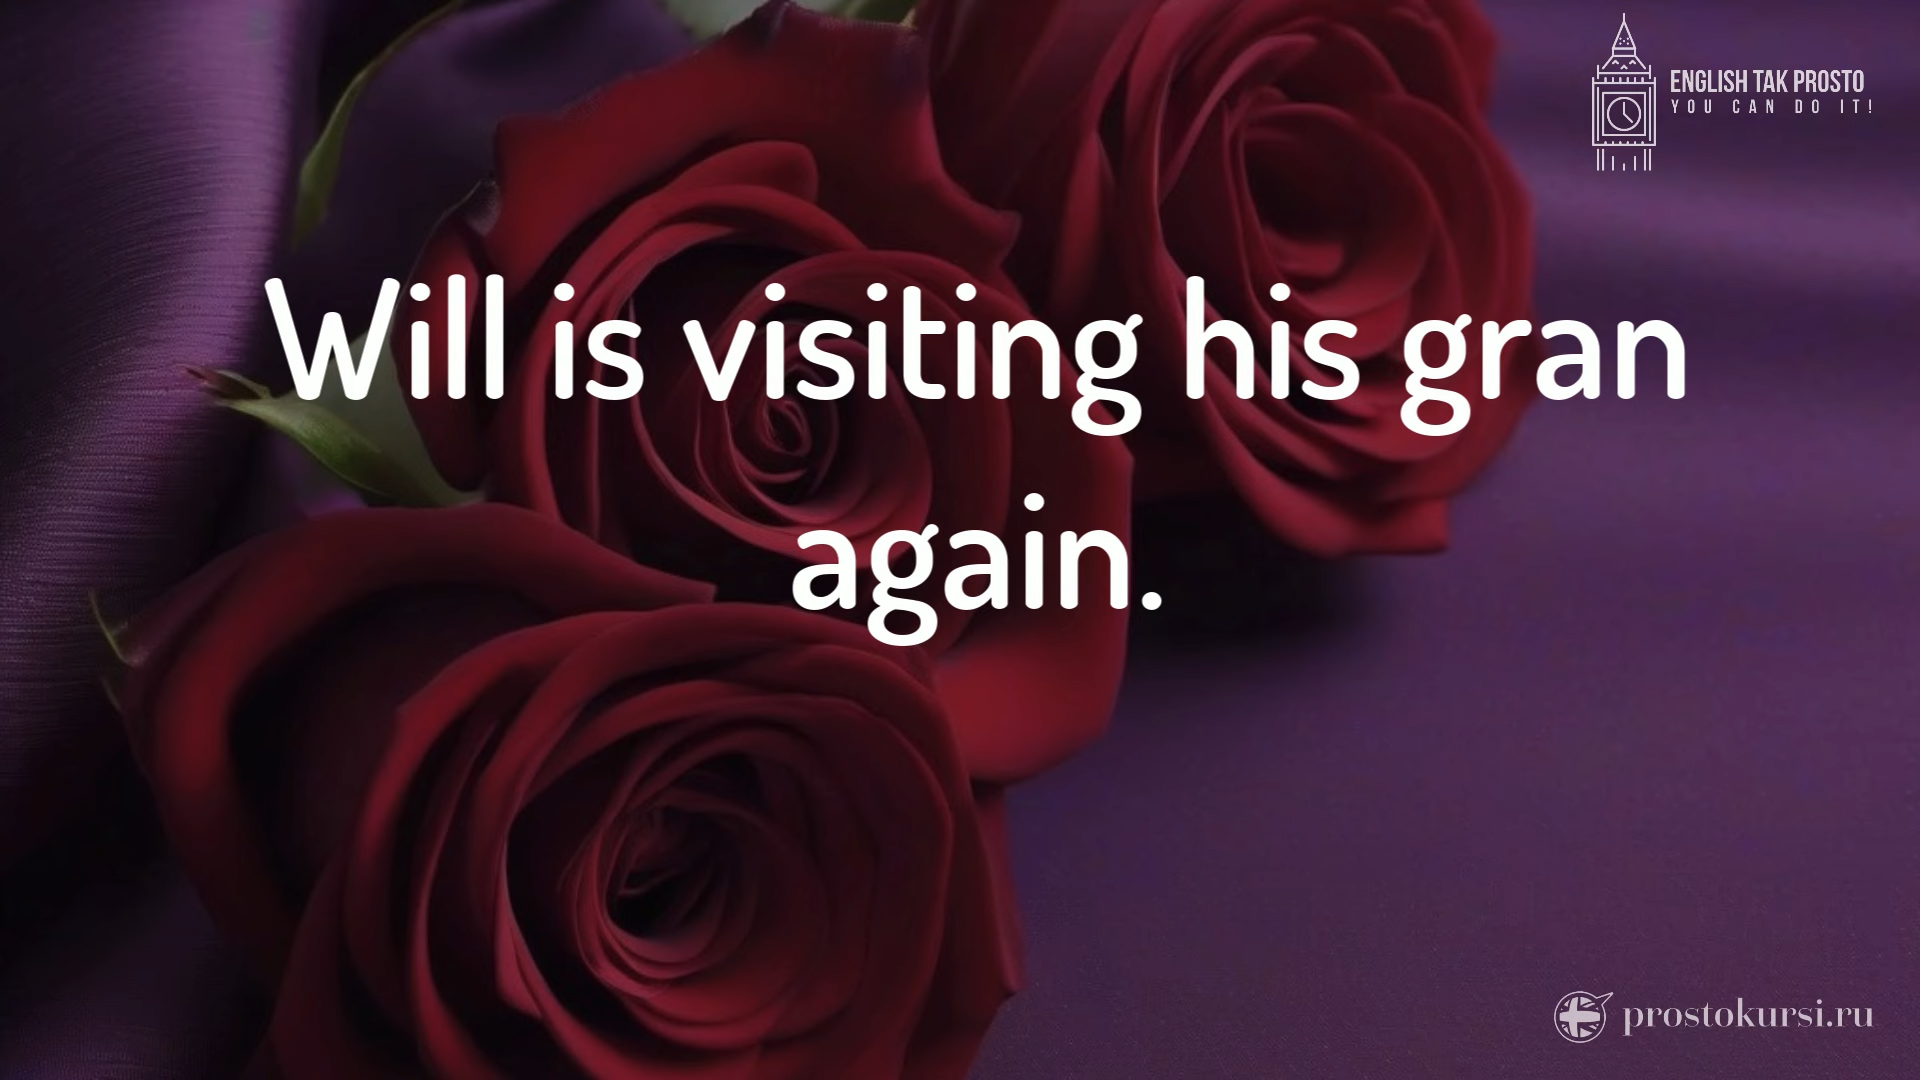 ENGLISH TAK PROSTO
YOU CAN DO IT!
Will is visiting his gran
again.
prostokursi.ru